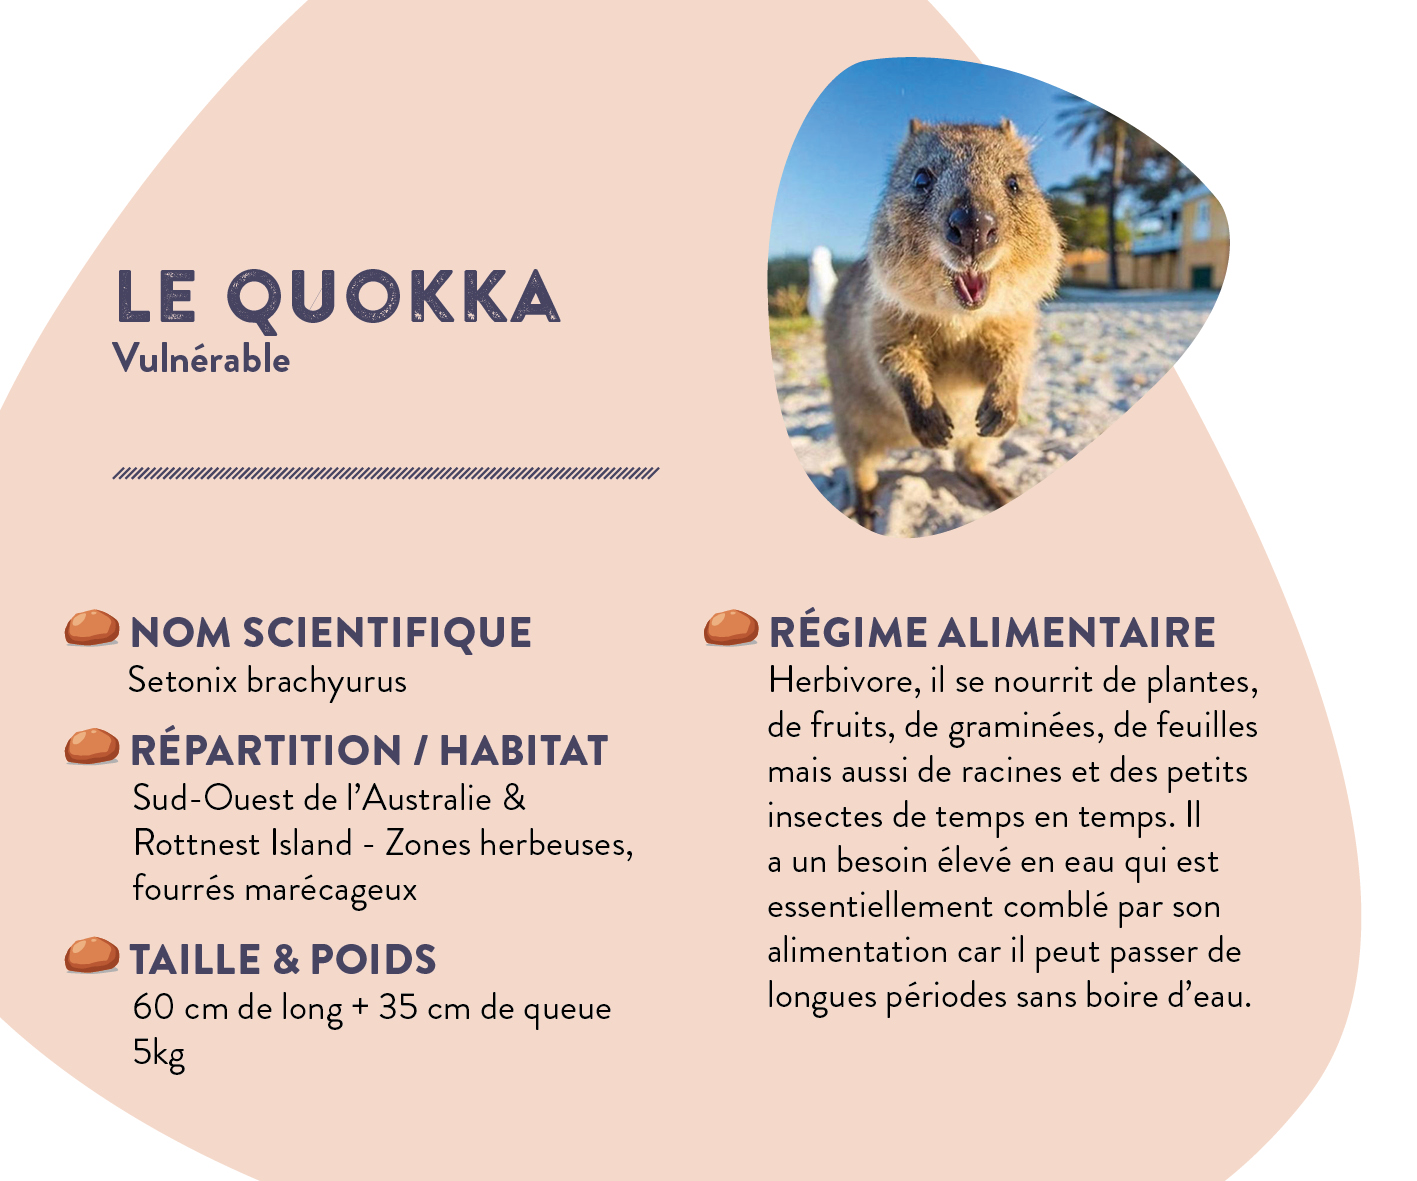 LE QUOKKA
Vulnérable
NOM SCIENTIFIQUE
Setonix brachyurus
RÉPARTITION / HABITAT
Sud-Ouest de l’Australie &
Rottnest Island - Zones herbeuses,
fourrés marécageux
TAILLE & POIDS
60 cm de long + 35 cm de queue
5kg
RÉGIME ALIMENTAIRE
Herbivore, il se nourrit de plantes,
de fruits, de graminées, de feuilles
mais aussi de racines et des petits
insectes de temps en temps. Il
a un besoin élevé en eau qui est
essentiellement comblé par son
alimentation car il peut passer de
longues périodes sans boire d’eau.